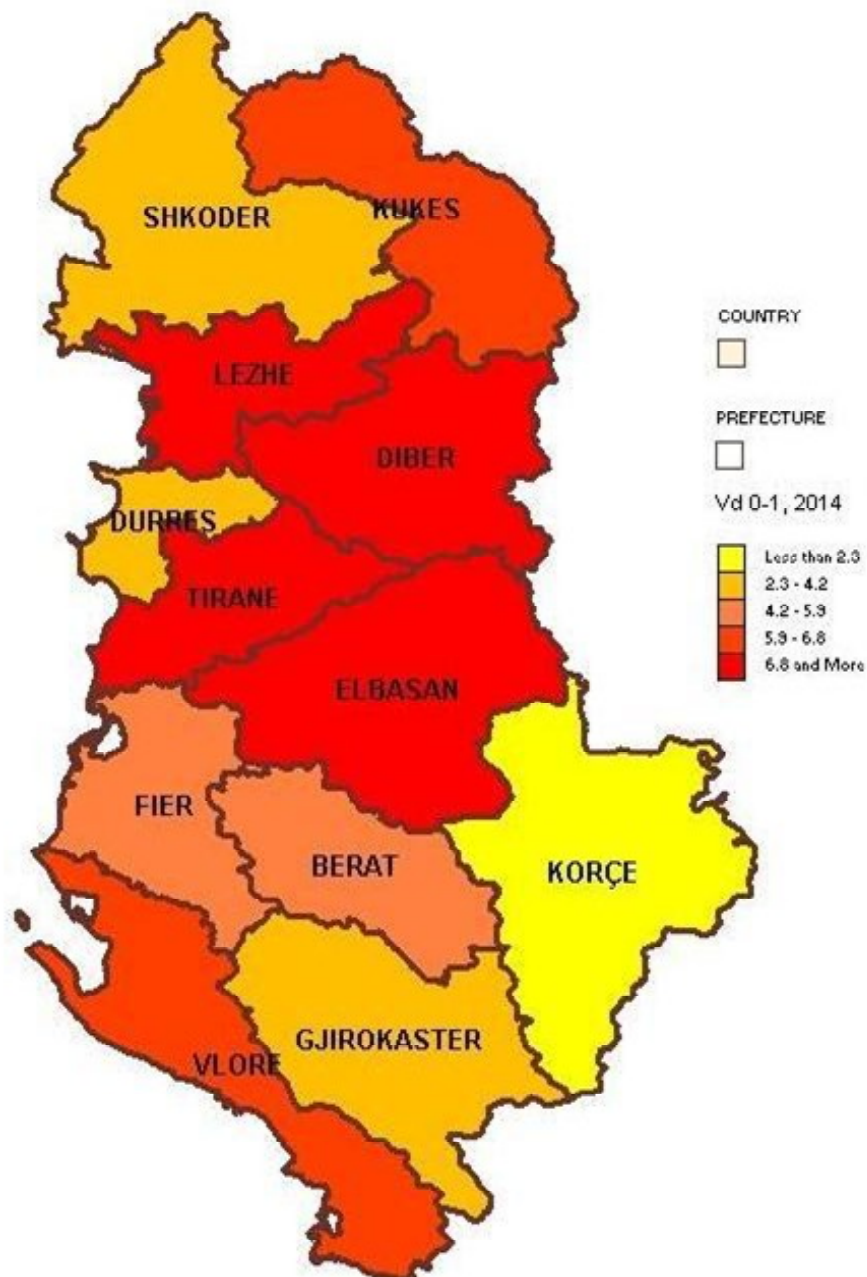 SHKODER
KUKES
LEZHE
DIBER
DURRES
TIRANE
ELBASAN
FIER
BERAT
KORÇE
GJIROKASTER
VLORE
COUNTRY
PREFECTURE
Vd 0-1, 2014
Less than 2.3
2.3 - 4.2
4.2 - 5.9
5.9 - 6.8
6.8 and More